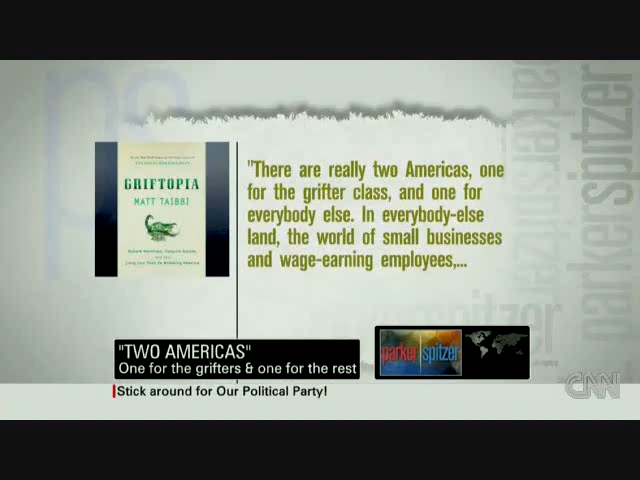 GRIFTOPIA
MATT TAIBBI
"There are really two Americas, one
for the grifter class, and one for
everybody else. In everybody-else
land, the world of small businesses
and wage-earning employees,...
parkerspitzer
parkerspitzer
spitzer
"TWO AMERICAS"
One for the grifters & one for the rest
parker spitzer
Stick around for Our Political Party!
CNN